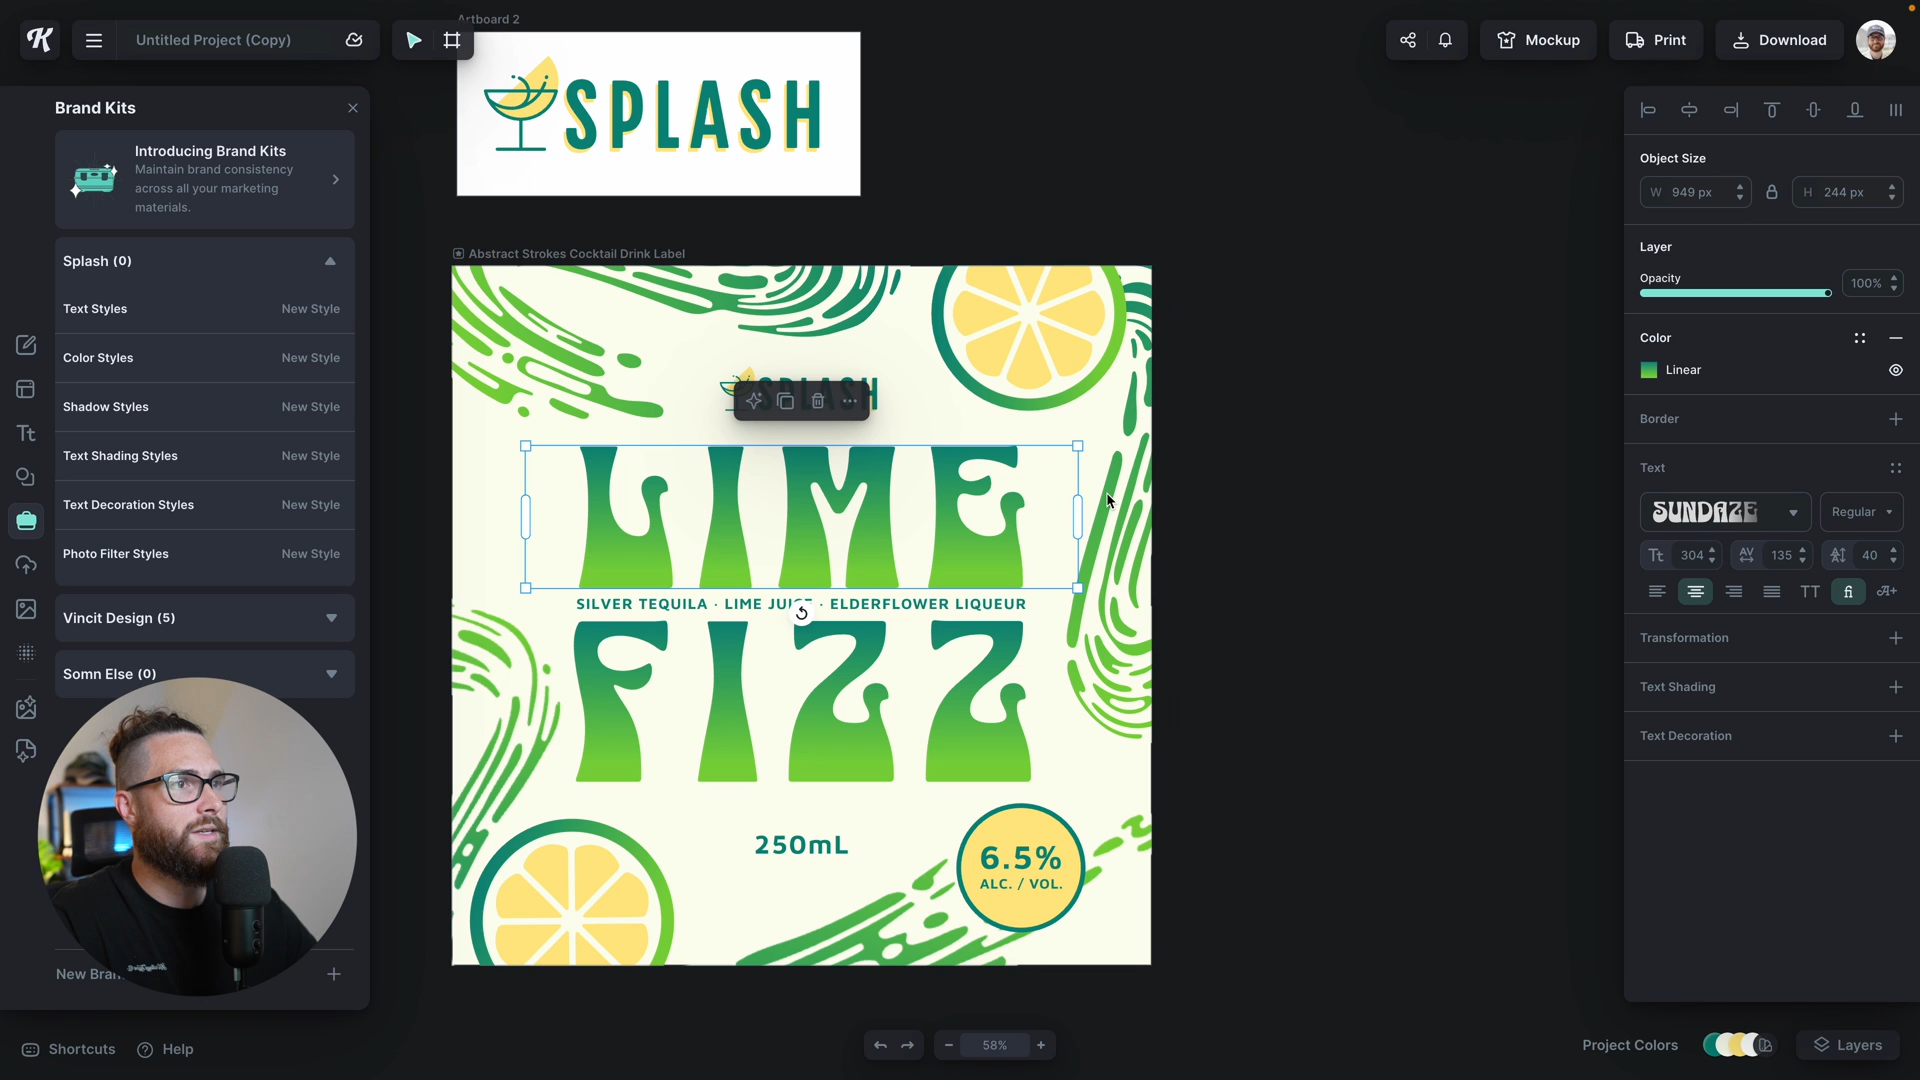 Untitled Project (Copy)
Artboard 2
Mockup
Print
Download
SPLASH
Brand Kits
Introducing Brand Kits
Maintain brand consistency
across all your marketing
materials.
Splash (0)
Text Styles New Style
Color Styles New Style
Shadow Styles New Style
Text Shading Styles New Style
Text Decoration Styles New Style
Photo Filter Styles New Style
Vincit Design (5)
Somn Else (0)
Abstract Strokes Cocktail Drink Label
SPLASH
LIME
SILVER TEQUILA · LIME JUICE · ELDERFLOWER LIQUEUR
FIZZ
250mL
6.5%
ALC. / VOL.
Object Size
W 949 px H 244 px
Layer
Opacity
100%
Color
Linear
Border
Text
SUNDAZE Regular
Tt 304 AV 135 A 40
TT fi A+
Transformation
Text Shading
Text Decoration
Shortcuts Help
58%
Project Colors
Layers